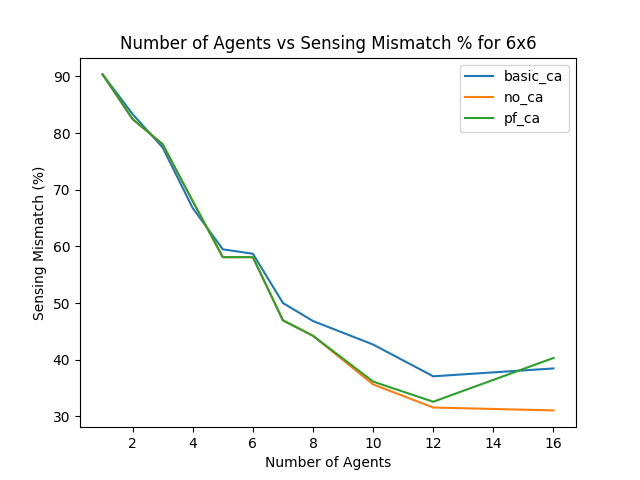 Number of Agents vs Sensing Mismatch % for 6x6
basic_ca
no_ca
pf_ca
Sensing Mismatch (%)
90
80
70
60
50
40
30
2 4 6 8 10 12 14 16
Number of Agents